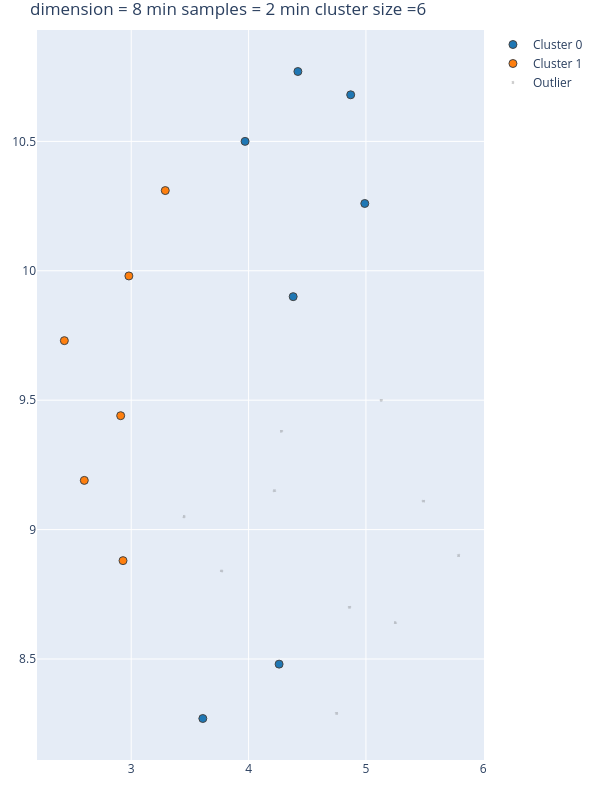 dimension = 8 min samples = 2 min cluster size =6
Cluster 0
Cluster 1
Outlier
10.5
10
9.5
9
8.5
3
4
5
6